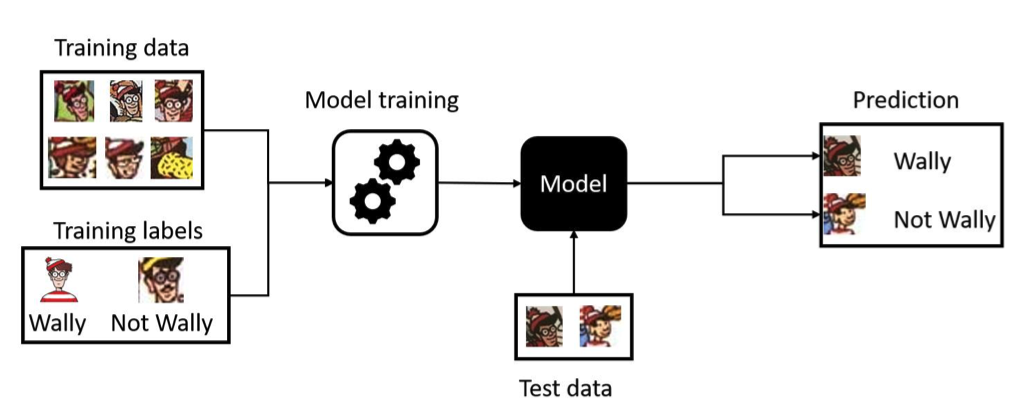 Training data
Model training
Prediction
Wally
Not Wally
Model
Training labels
Wally Not Wally
Test data